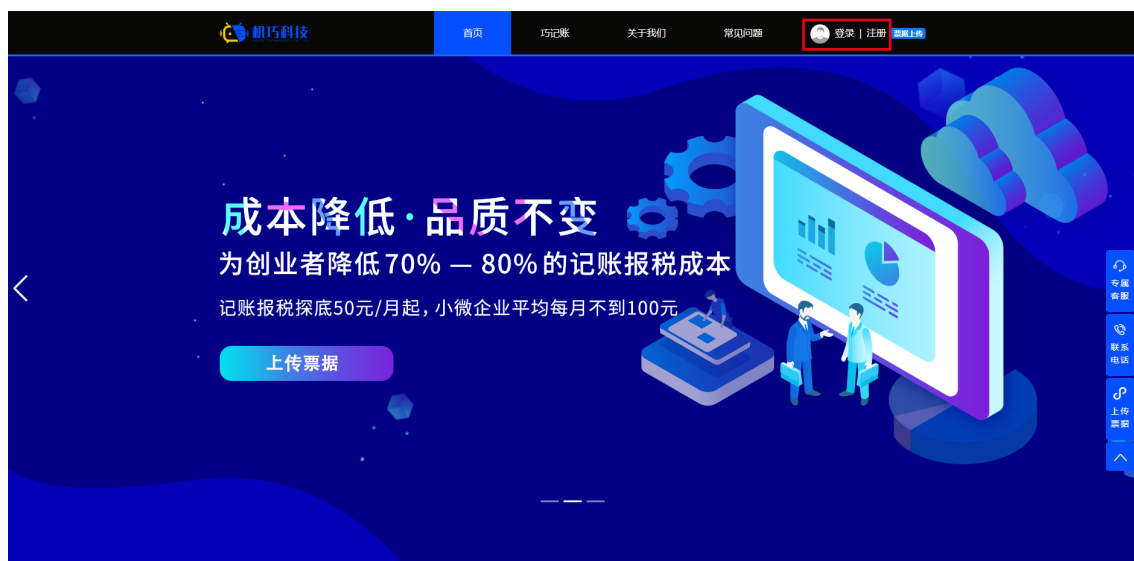 机巧科技
首页
巧记账
关于我们
常见问题
登录 | 注册
票据上传
成本降低·品质不变
为创业者降低70% — 80%的记账报税成本
记账报税探底50元/月起，小微企业平均每月不到100元
上传票据
专属
客服
联系
电话
上传
票据